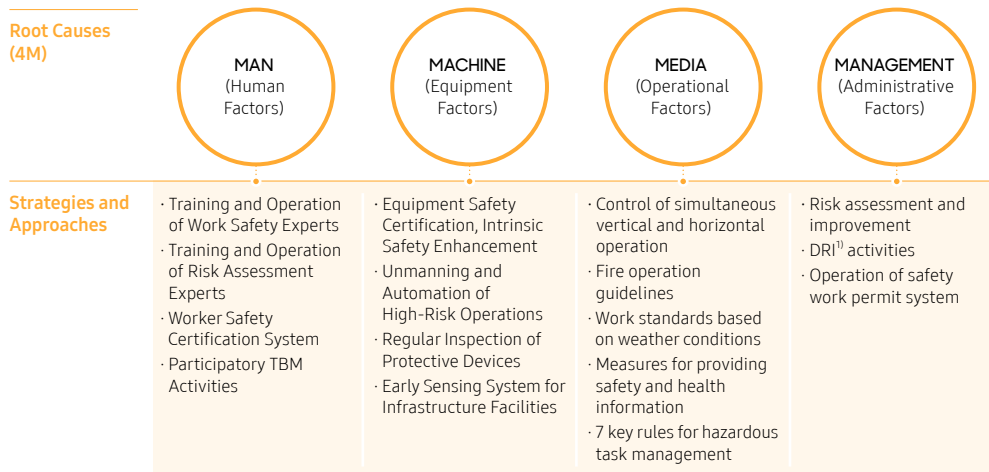 Root Causes
(4M)
MAN
(Human
Factors)
MACHINE
(Equipment
Factors)
MEDIA
(Operational
Factors)
MANAGEMENT
(Administrative
Factors)
Strategies and
Approaches
· Training and Operation
of Work Safety Experts
· Training and Operation
of Risk Assessment
Experts
· Worker Safety
Certification System
· Participatory TBM
Activities
· Equipment Safety
Certification, Intrinsic
Safety Enhancement
· Unmanning and
Automation of
High-Risk Operations
· Regular Inspection of
Protective Devices
· Early Sensing System for
Infrastructure Facilities
· Control of simultaneous
vertical and horizontal
operation
· Fire operation
guidelines
· Work standards based
on weather conditions
· Measures for providing
safety and health
information
· 7 key rules for hazardous
task management
· Risk assessment and
improvement
· DRI¹⁾ activities
· Operation of safety
work permit system